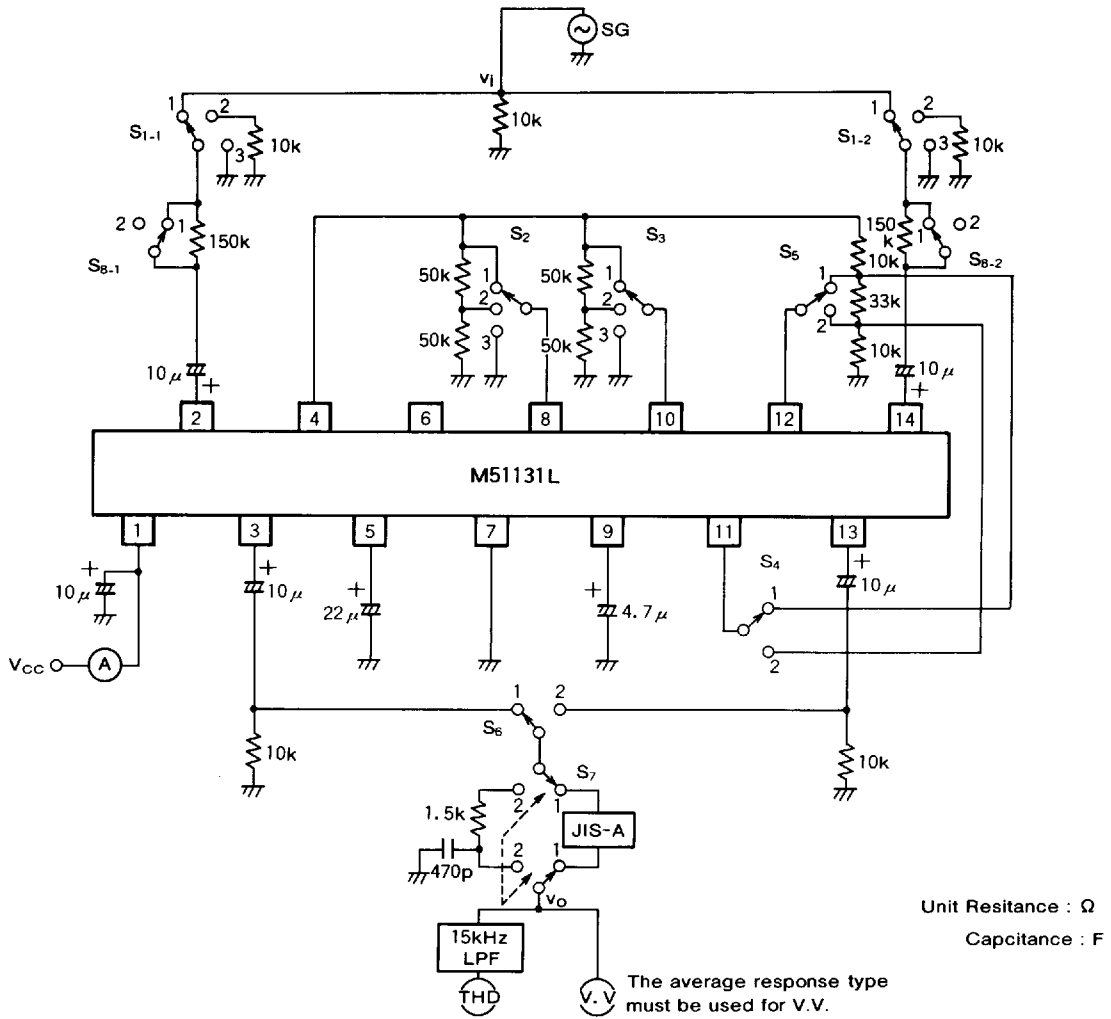 SG
vi
1
2
S1-1
10k
3
10k
1
2
S1-2
10k
3
2
1
150k
S8-1
150
k
1
2
S8-2
S2
S3
S5
10k
50k
1
50k
1
1
33k
2
2
2
50k
3
50k
3
10k
10μ
+
10μ
+
2
4
6
8
10
12
14
M51131L
1
3
5
7
9
11
13
+
10μ
+
10μ
+
22μ
+
4.7μ
S4
1
2
+
10μ
VCC
A
1
2
S6
10k
10k
S7
2
1
1.5k
JIS-A
470p
2
1
vo
15kHz
LPF
THD
V.V
The average response type
must be used for V.V.
Unit Resitance : Ω
Capcitance : F